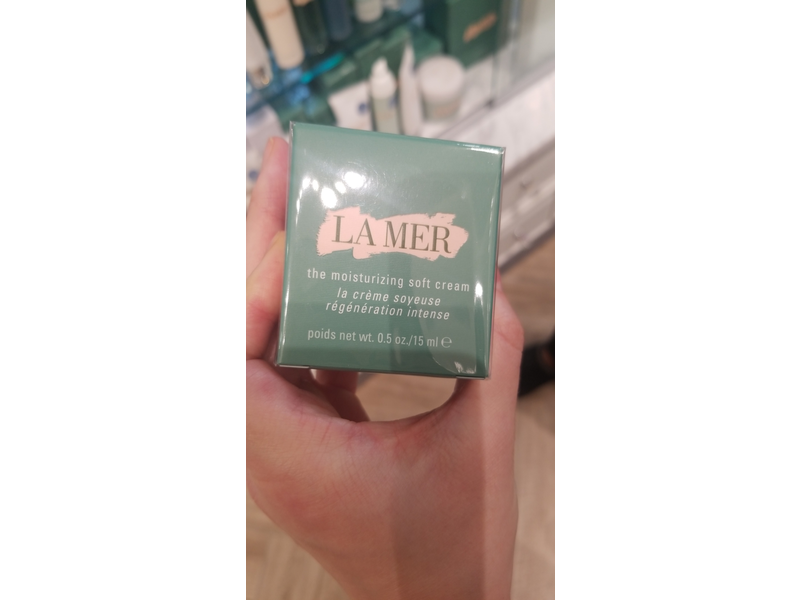 LA MER
the moisturizing soft cream
la crème soyeuse
régénération intense
poids net wt. 0.5 oz./15 ml ℮